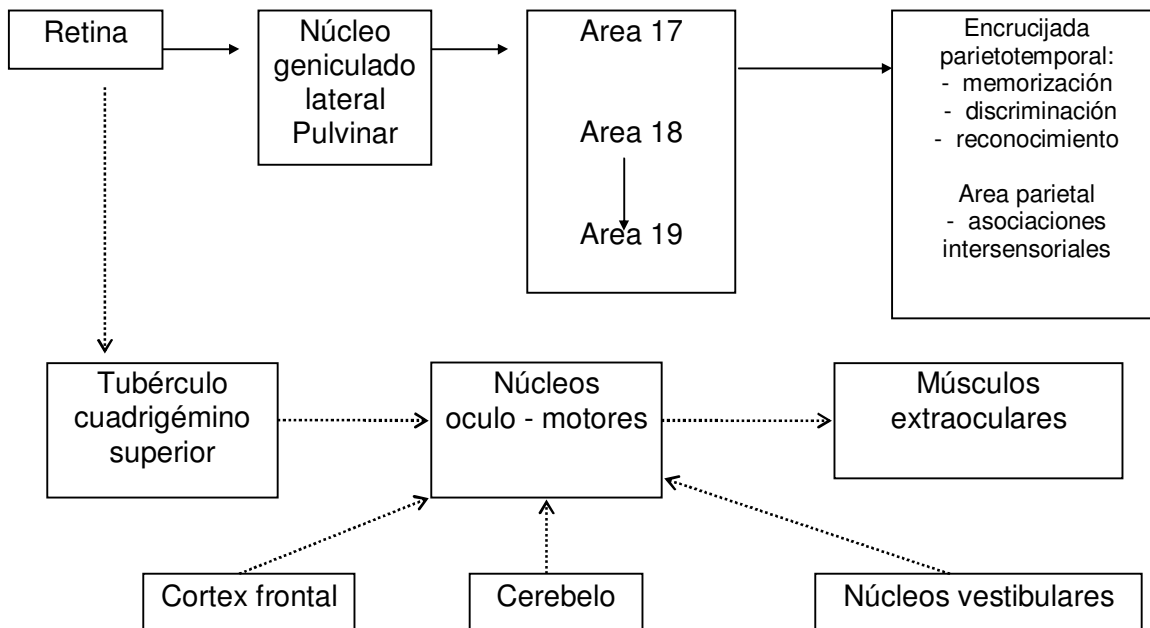 Retina
Núcleo
geniculado
lateral
Pulvinar
Area 17
Area 18
Area 19
Encrucijada
parietotemporal:
- memorización
- discriminación
- reconocimiento
Area parietal
- asociaciones
intersensoriales
Tubérculo
cuadrigémino
superior
Núcleos
oculo - motores
Músculos
extraoculares
Cortex frontal
Cerebelo
Núcleos vestibulares